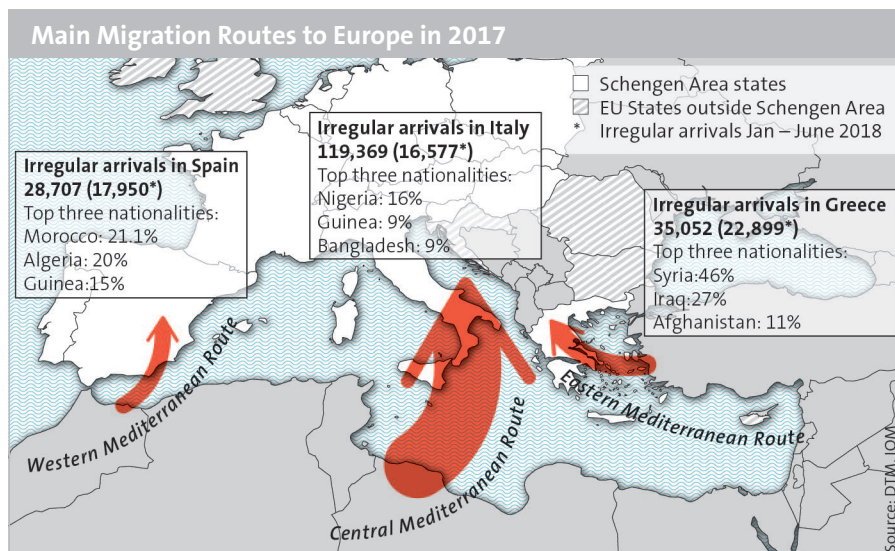 Main Migration Routes to Europe in 2017
Schengen Area states
EU States outside Schengen Area
* Irregular arrivals Jan – June 2018
Irregular arrivals in Italy
119,369 (16,577*)
Top three nationalities:
Nigeria: 16%
Guinea: 9%
Bangladesh: 9%
Irregular arrivals in Spain
28,707 (17,950*)
Top three nationalities:
Morocco: 21.1%
Algeria: 20%
Guinea:15%
Irregular arrivals in Greece
35,052 (22,899*)
Top three nationalities:
Syria:46%
Iraq:27%
Afghanistan: 11%
Western Mediterranean Route
Central Mediterranean Route
Eastern Mediterranean Route
Source: DTM, IOM